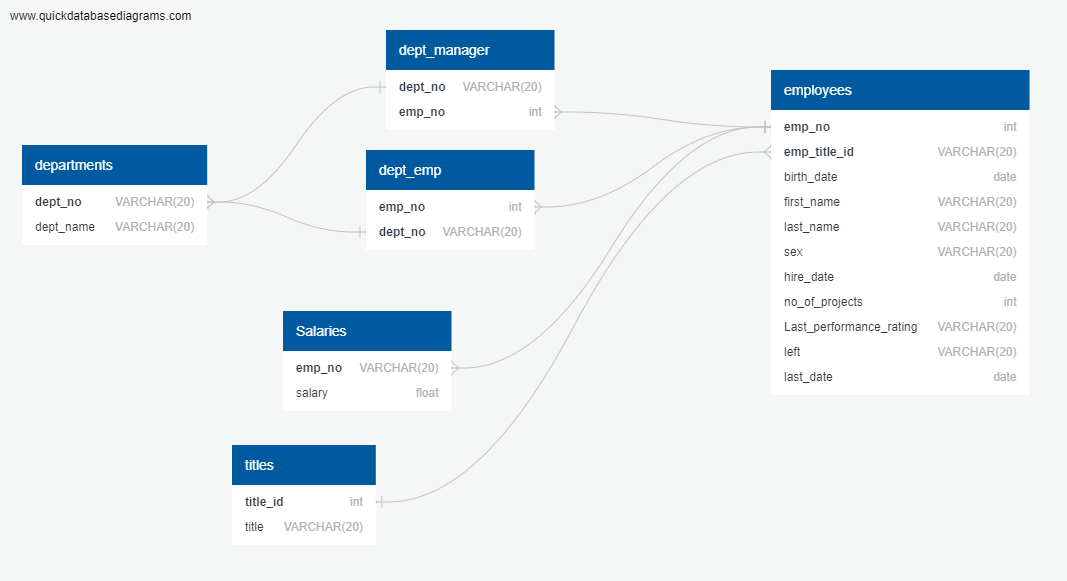 www.quickdatabasediagrams.com
dept_manager
dept_no VARCHAR(20)
emp_no int
departments
dept_no VARCHAR(20)
dept_name VARCHAR(20)
dept_emp
emp_no int
dept_no VARCHAR(20)
Salaries
emp_no VARCHAR(20)
salary float
titles
title_id int
title VARCHAR(20)
employees
emp_no int
emp_title_id VARCHAR(20)
birth_date date
first_name VARCHAR(20)
last_name VARCHAR(20)
sex VARCHAR(20)
hire_date date
no_of_projects int
Last_performance_rating VARCHAR(20)
left VARCHAR(20)
last_date date